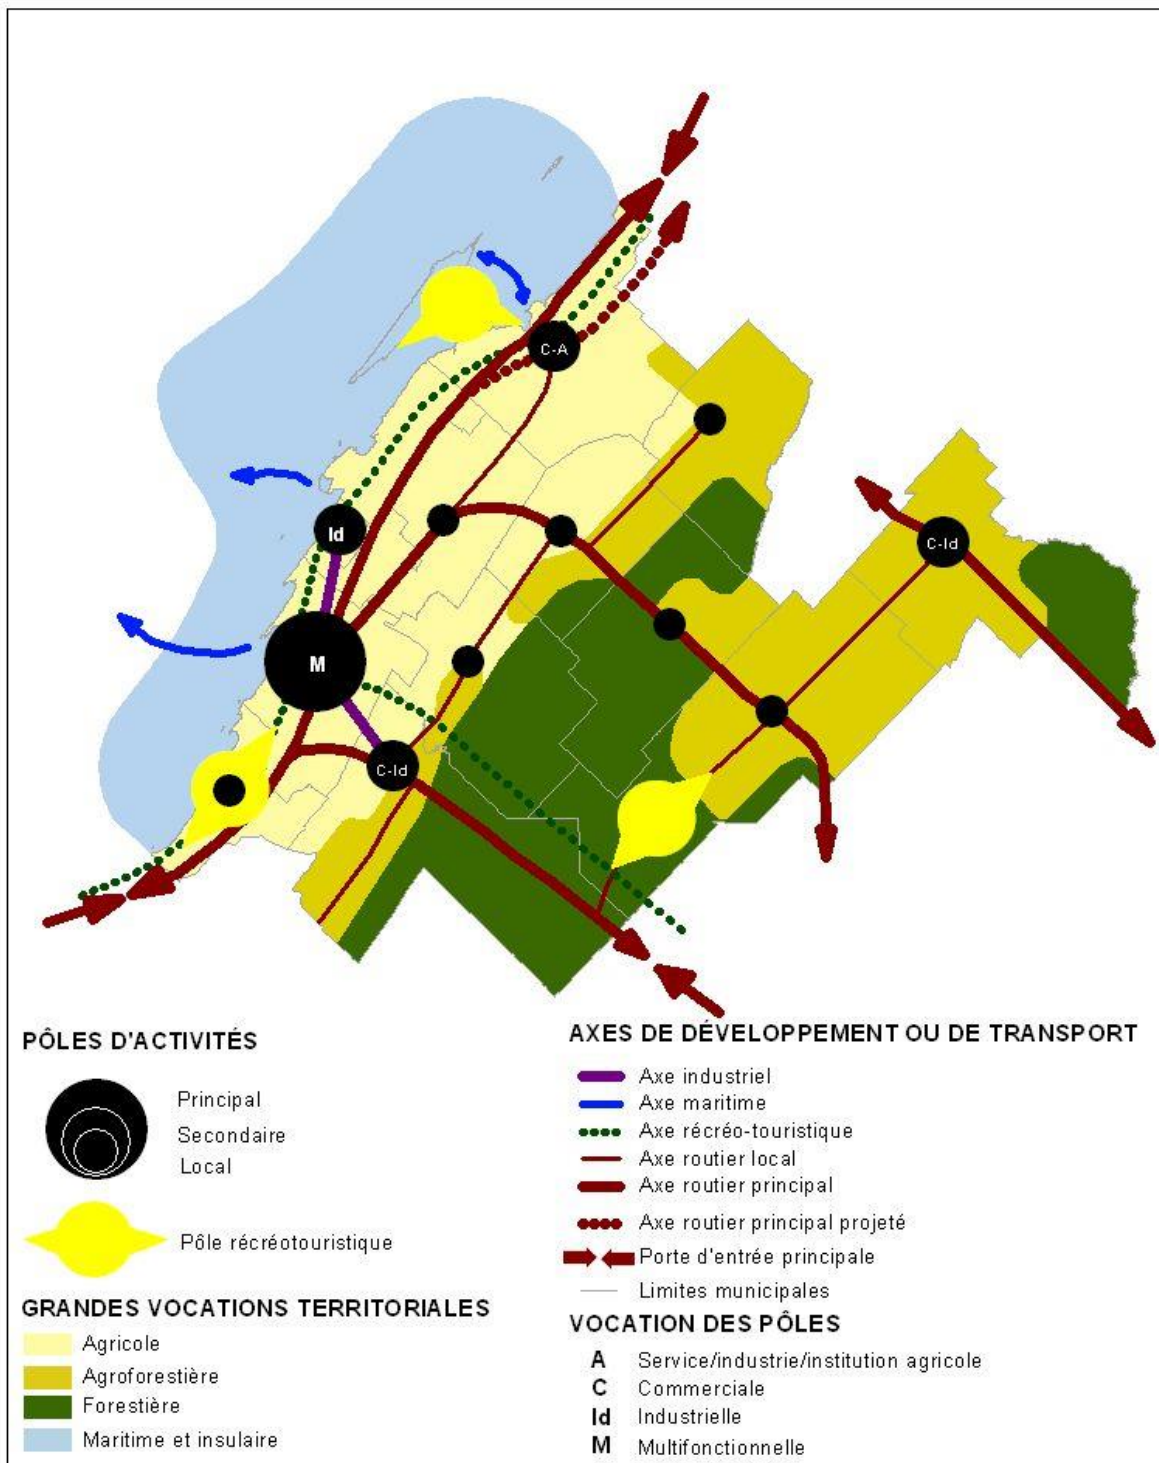 C-A
Id
C-Id
M
C-Id
PÔLES D'ACTIVITÉS
Principal
Secondaire
Local
Pôle récréotouristique
GRANDES VOCATIONS TERRITORIALES
Agricole
Agroforestière
Forestière
Maritime et insulaire
AXES DE DÉVELOPPEMENT OU DE TRANSPORT
Axe industriel
Axe maritime
Axe récréo-touristique
Axe routier local
Axe routier principal
Axe routier principal projeté
Porte d'entrée principale
Limites municipales
VOCATION DES PÔLES
A Service/industrie/institution agricole
C Commerciale
Id Industrielle
M Multifonctionnelle